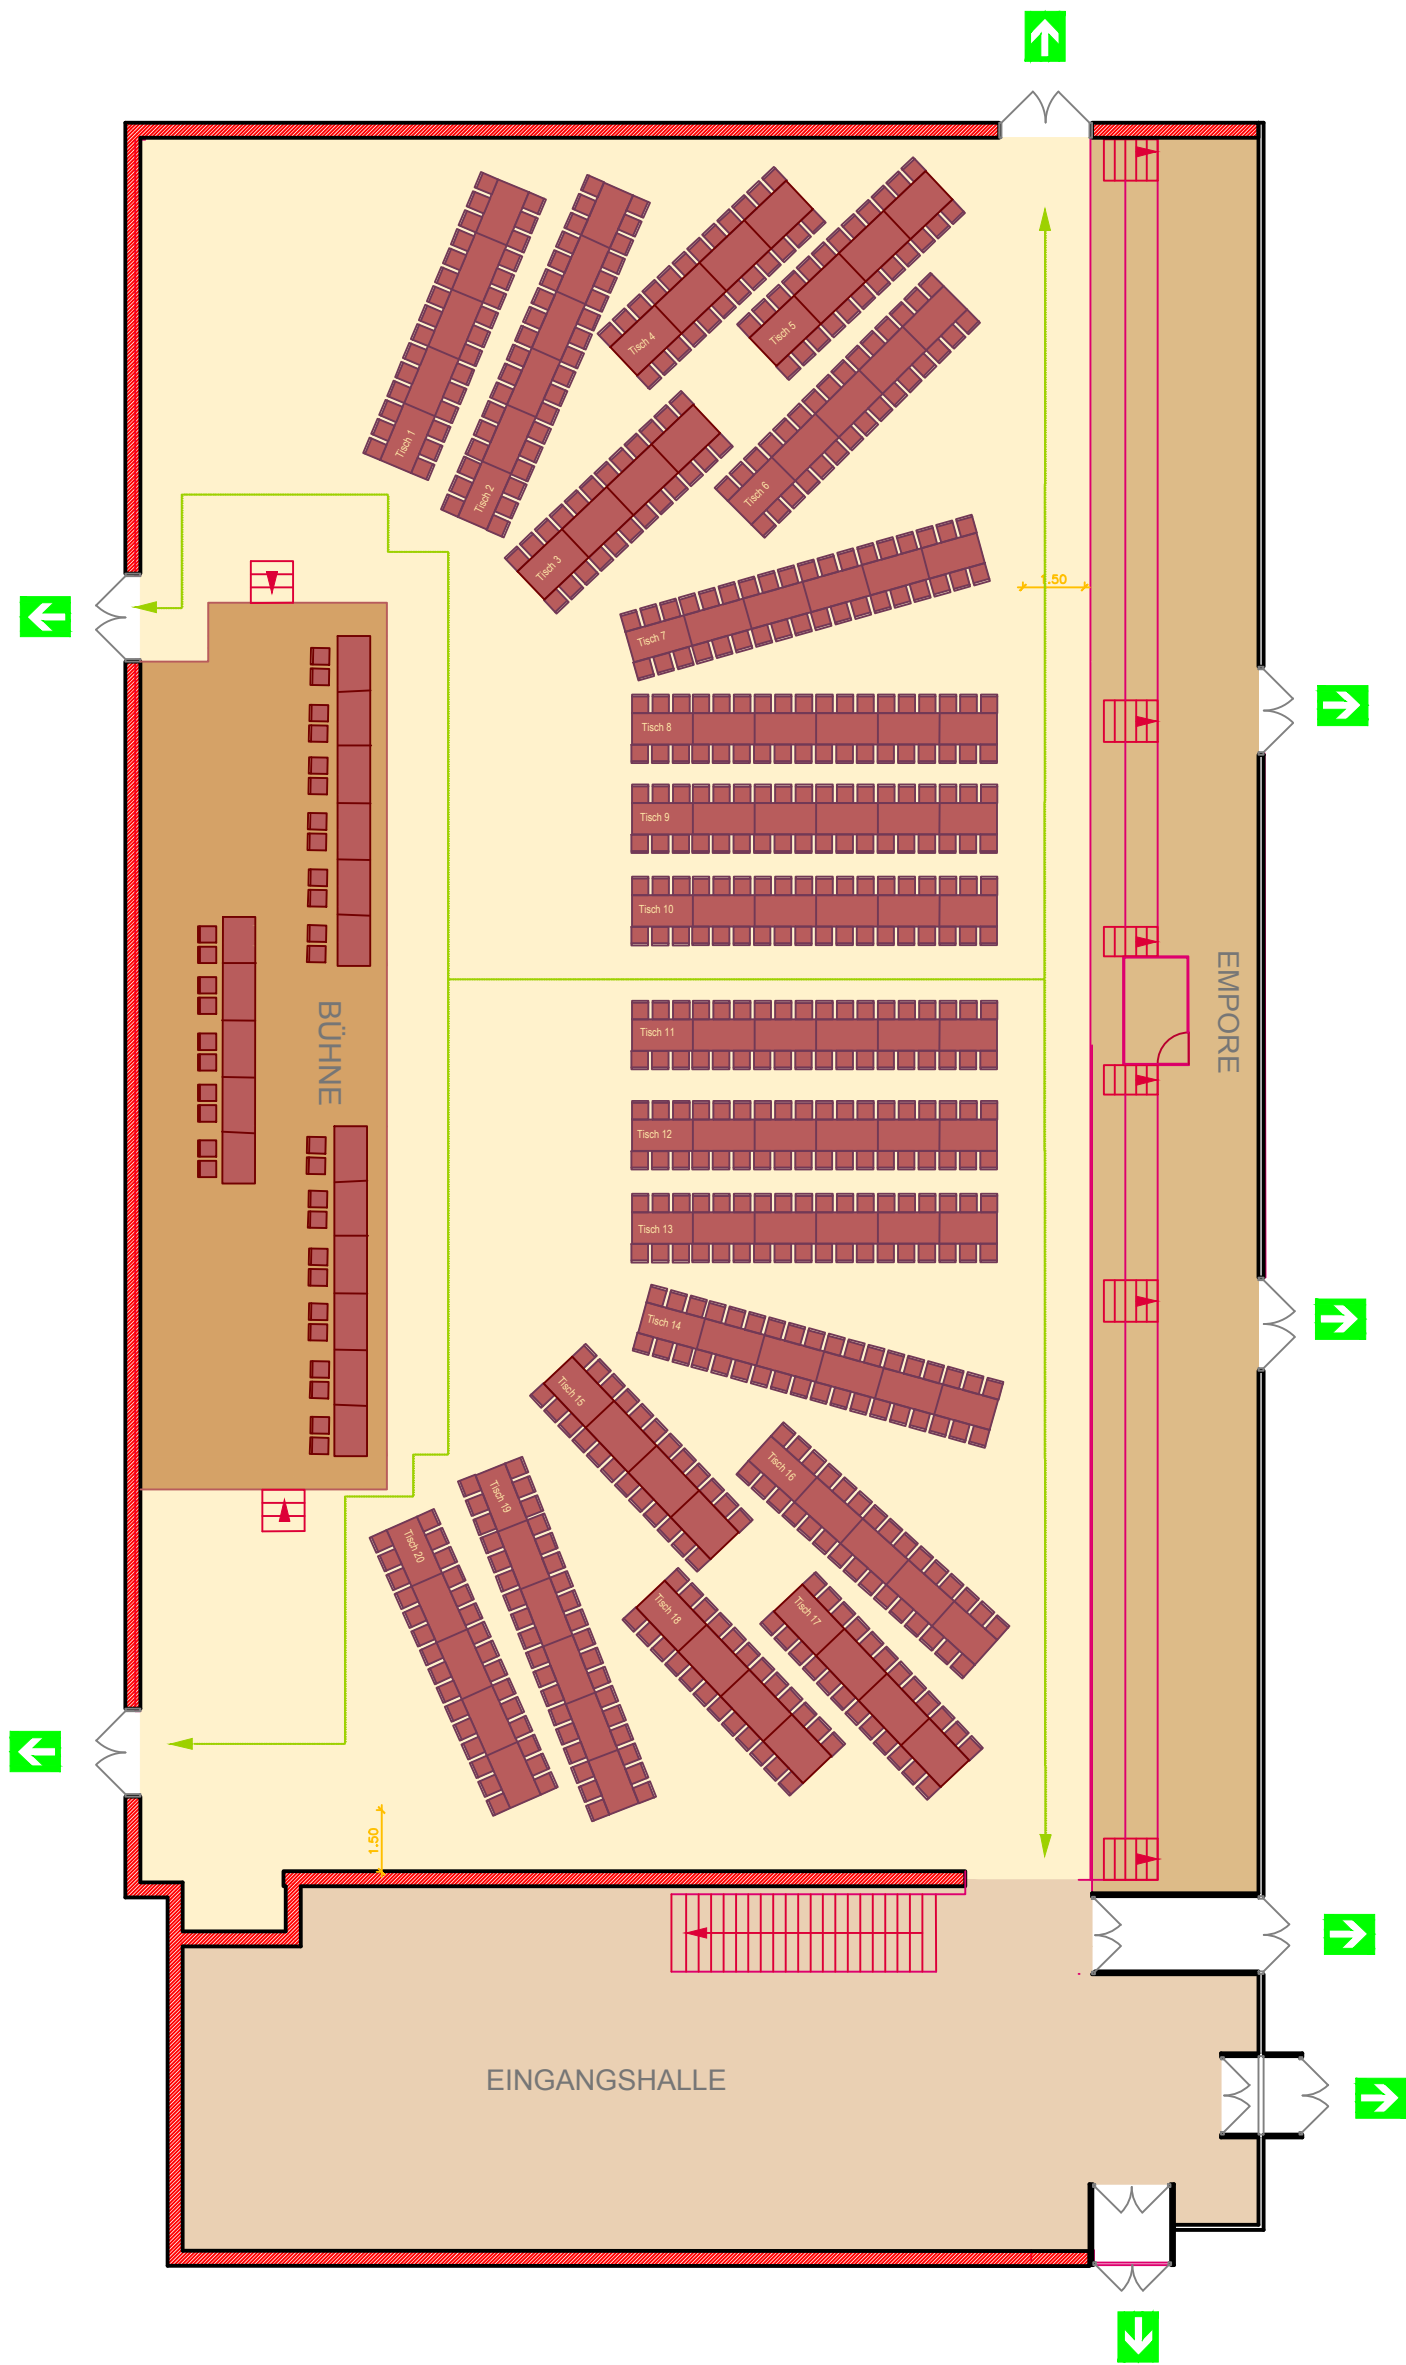 Tisch 1
Tisch 2
Tisch 3
Tisch 4
Tisch 5
Tisch 6
Tisch 7
1.50
Tisch 8
Tisch 9
Tisch 10
BÜHNE
EMPORE
Tisch 11
Tisch 12
Tisch 13
Tisch 14
Tisch 15
Tisch 16
Tisch 17
Tisch 18
Tisch 19
Tisch 20
1.50
EINGANGSHALLE